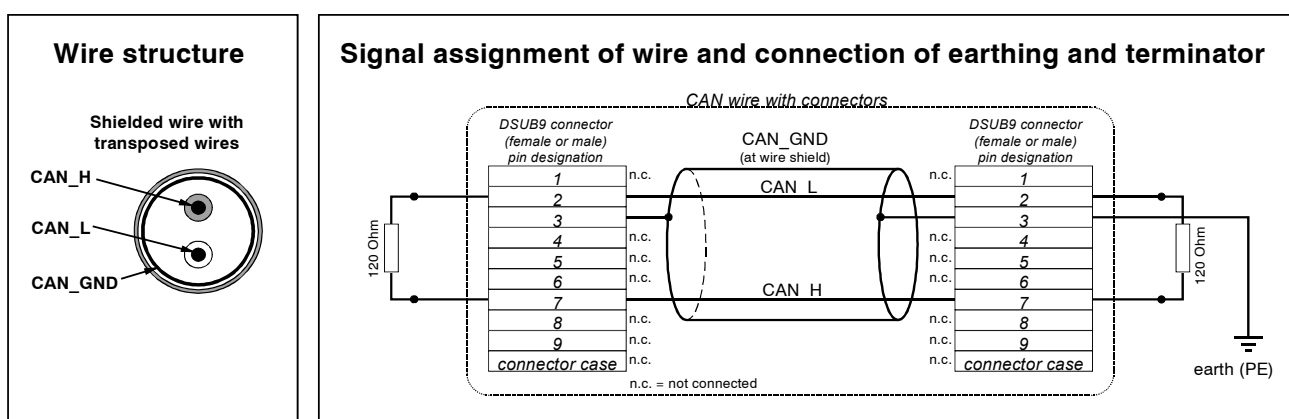 Wire structure
Shielded wire with
transposed wires
CAN_H
CAN_L
CAN_GND
Signal assignment of wire and connection of earthing and terminator
CAN wire with connectors
DSUB9 connector
(female or male)
pin designation
CAN_GND
(at wire shield)
DSUB9 connector
(female or male)
pin designation
1 n.c. n.c. 1
2 CAN_L 2
3 3
4 n.c. n.c. 4
5 n.c. n.c. 5
6 n.c. n.c. 6
7 CAN_H 7
8 n.c. n.c. 8
9 n.c. n.c. 9
connector case n.c. n.c. connector case
120 Ohm
120 Ohm
n.c. = not connected
earth (PE)